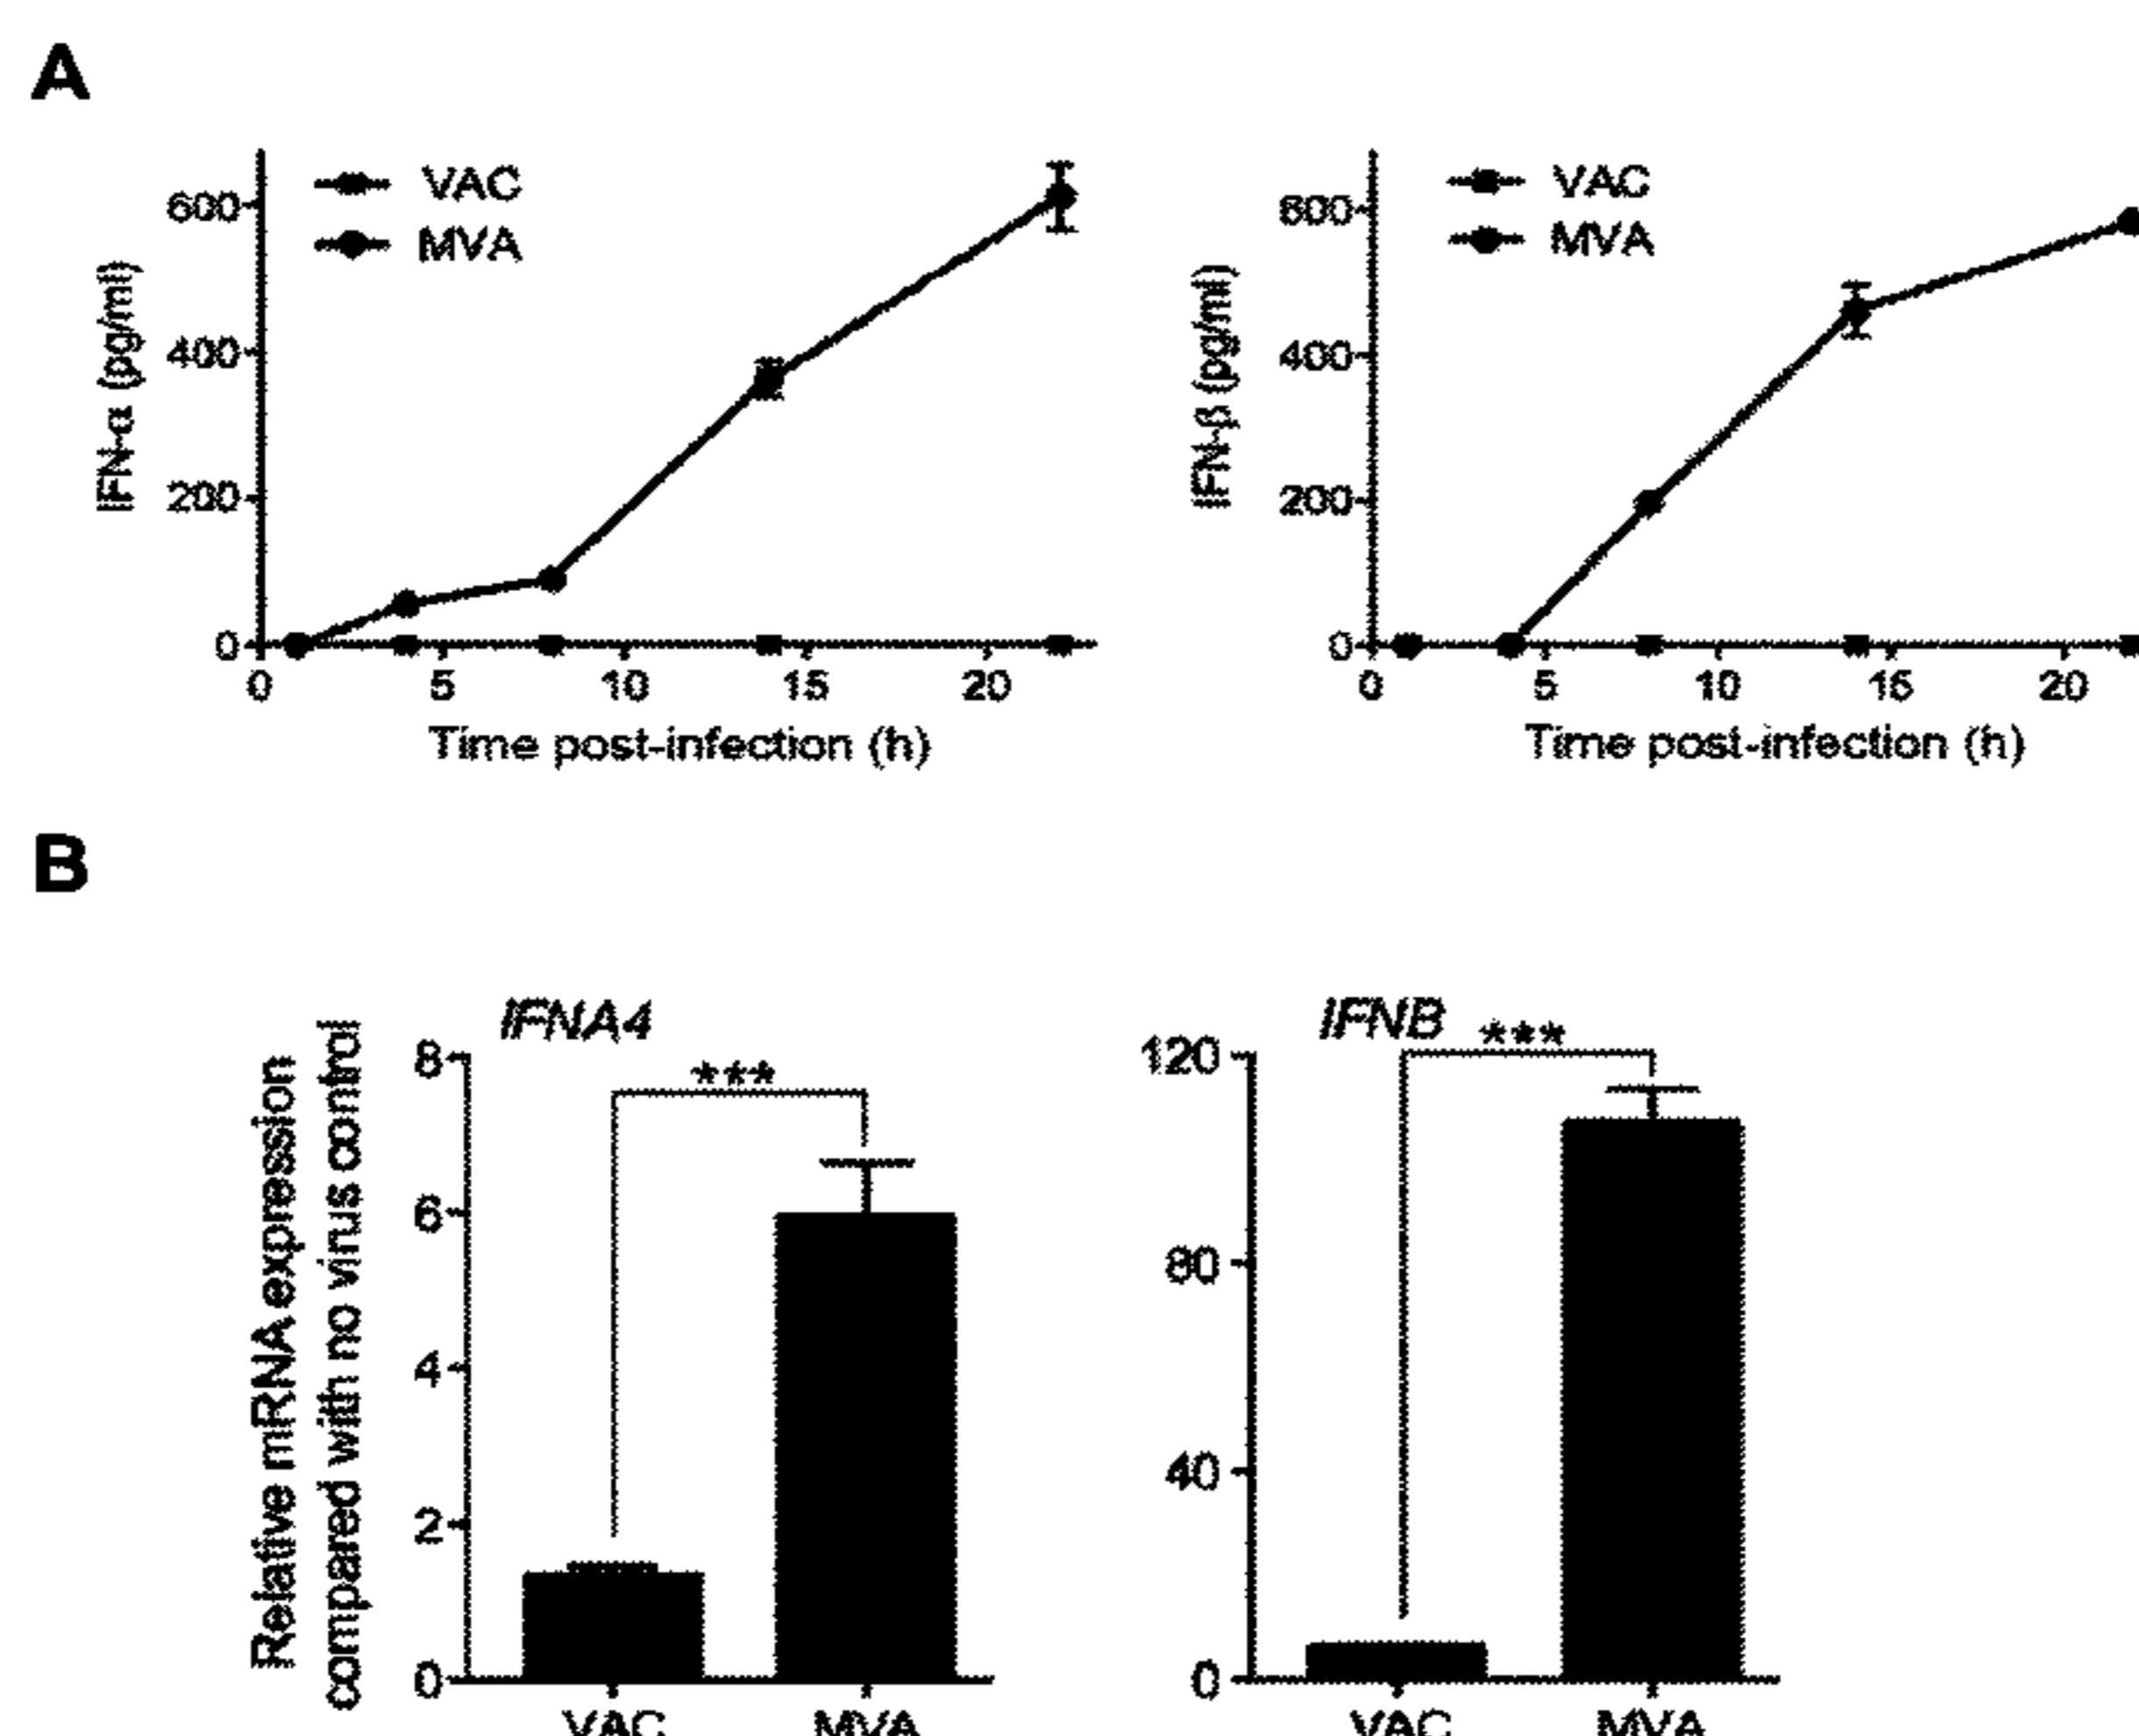 A
VAC
MVA
600
400
200
0
IFN-α (pg/ml)
0 5 10 15 20
Time post-infection (h)
VAC
MVA
600
400
200
0
IFN-β (pg/ml)
0 5 10 15 20
Time post-infection (h)
B
Relative mRNA expression
compared with no virus control
IFNA4
***
8
6
4
2
0
VAC MVA
IFNB
***
120
80
40
0
VAC MVA